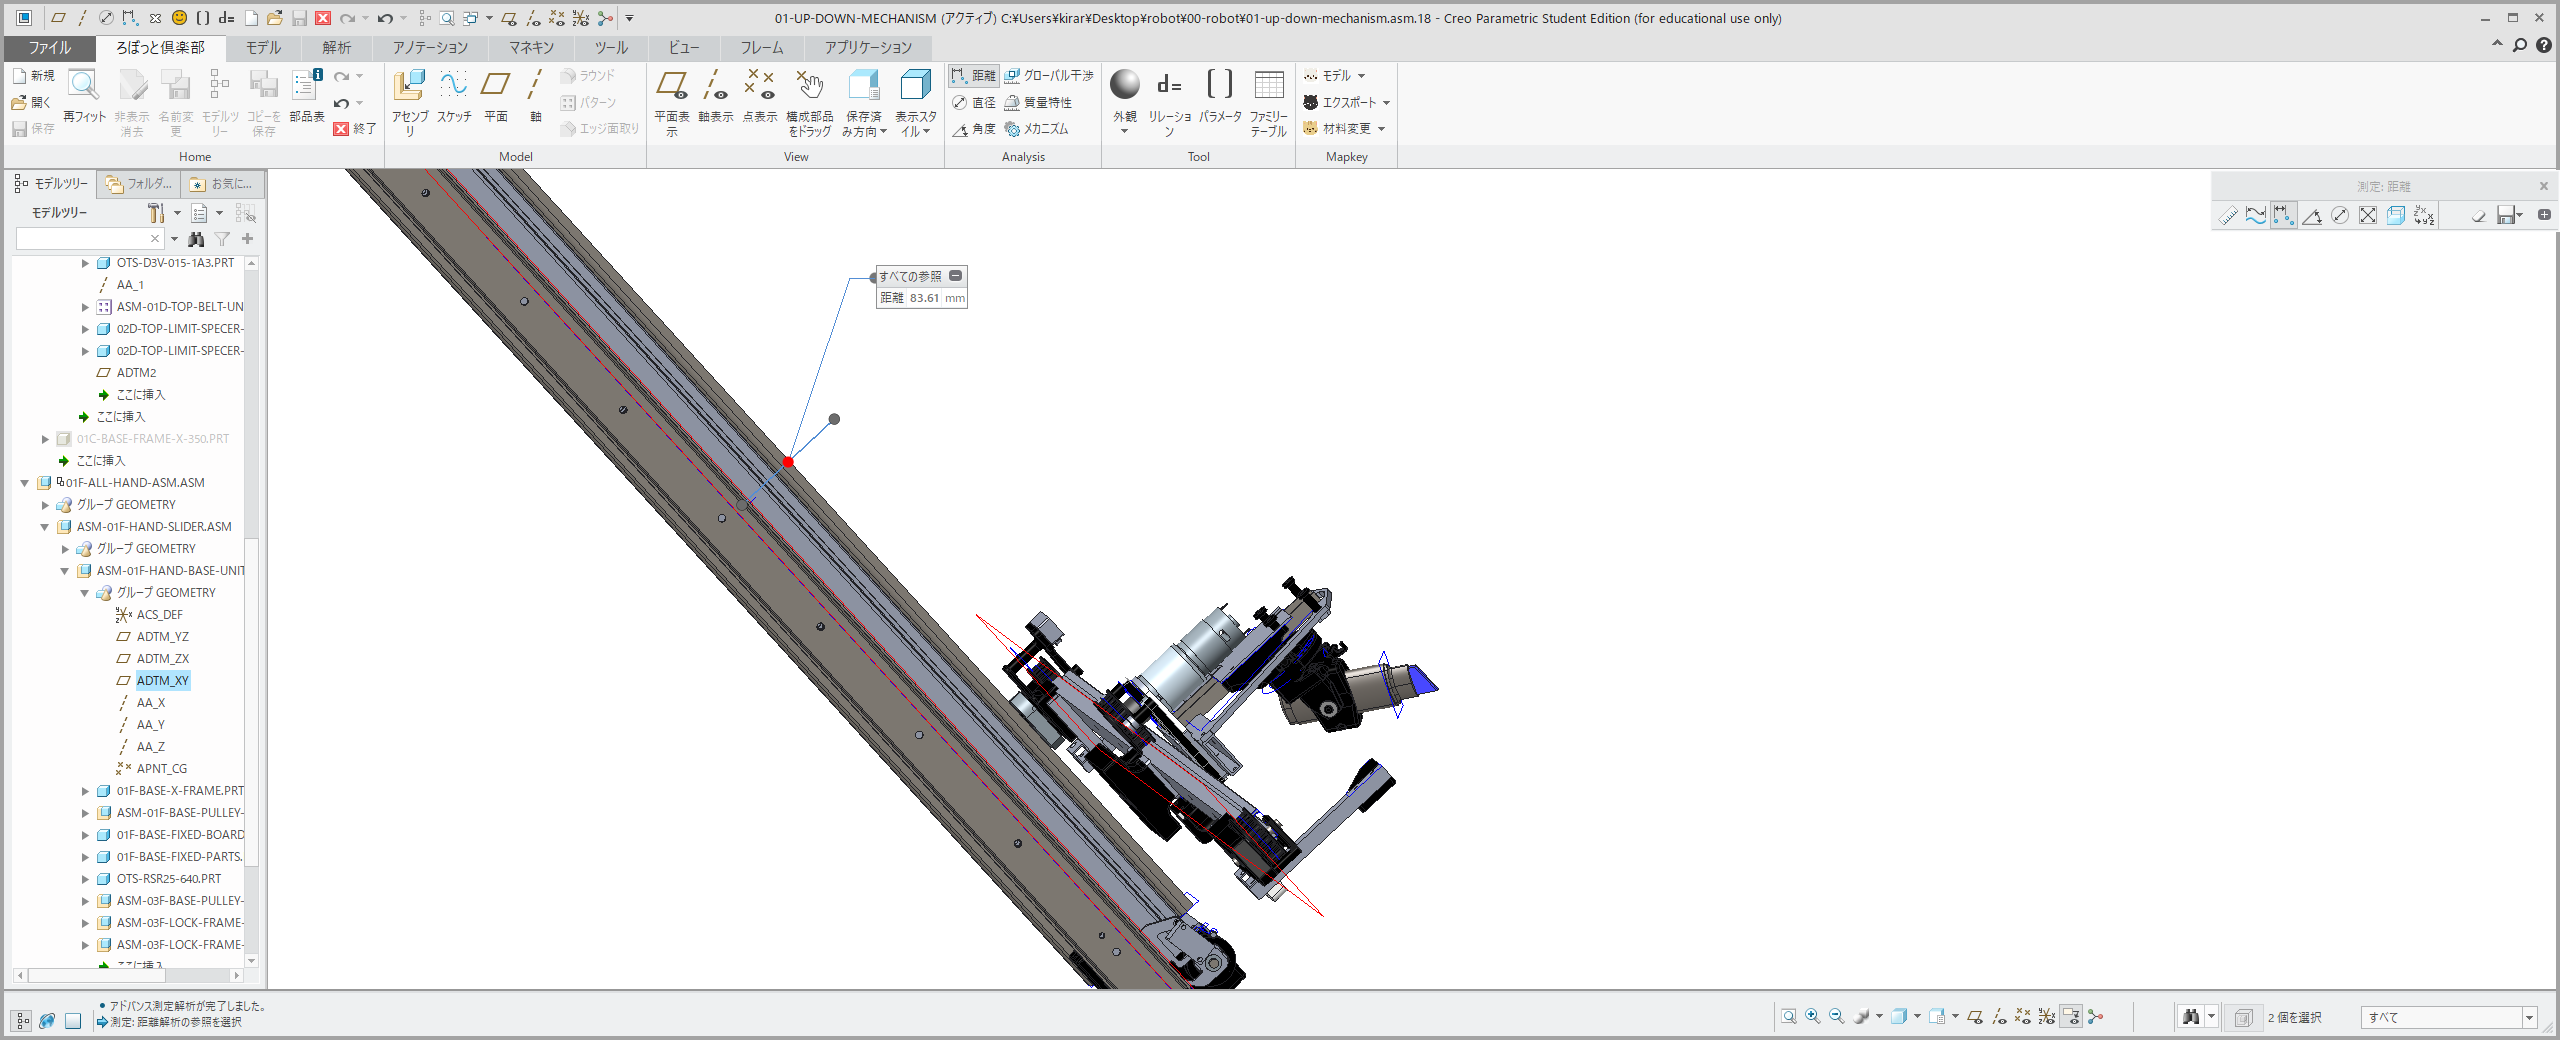 01-UP-DOWN-MECHANISM (アクティブ) C:¥Users¥kirar¥Desktop¥robot¥00-robot¥01-up-down-mechanism.asm.18 - Creo Parametric Student Edition (for educational use only)
ファイル ろぼっと倶楽部 モデル 解析 アノテーション マネキン ツール ビュー フレーム アプリケーション
新規
開く
保存
再フィット
非表示消去
名前変更
モデルツリー
コピーを保存
部品表
終了
アセンブリ
スケッチ
平面
軸
ラウンド
パターン
エッジ面取り
平面表示
軸表示
点表示
構成部品をドラッグ
保存済み方向
表示スタイル
距離
グローバル干渉
直径
質量特性
角度
メカニズム
外観
リレーション
パラメータ
ファミリーテーブル
モデル
エクスポート
材料変更
Home Model View Analysis Tool Mapkey
モデルツリー フォルダ... お気に...
モデルツリー
OTS-D3V-015-1A3.PRT
AA_1
ASM-01D-TOP-BELT-UN
02D-TOP-LIMIT-SPECER-
02D-TOP-LIMIT-SPECER-
ADTM2
ここに挿入
ここに挿入
01C-BASE-FRAME-X-350.PRT
ここに挿入
01F-ALL-HAND-ASM.ASM
グループ GEOMETRY
ASM-01F-HAND-SLIDER.ASM
グループ GEOMETRY
ASM-01F-HAND-BASE-UNIT
グループ GEOMETRY
ACS_DEF
ADTM_YZ
ADTM_ZX
ADTM_XY
AA_X
AA_Y
AA_Z
APNT_CG
01F-BASE-X-FRAME.PRT
ASM-01F-BASE-PULLEY-
01F-BASE-FIXED-BOARD
01F-BASE-FIXED-PARTS.
OTS-RSR25-640.PRT
ASM-03F-BASE-PULLEY-
ASM-03F-LOCK-FRAME-
ASM-03F-LOCK-FRAME-
ここに挿入
すべての参照
距離 83.61 mm
測定: 距離
アドバンス測定解析が完了しました。
測定: 距離解析の参照を選択
2 個を選択
すべて